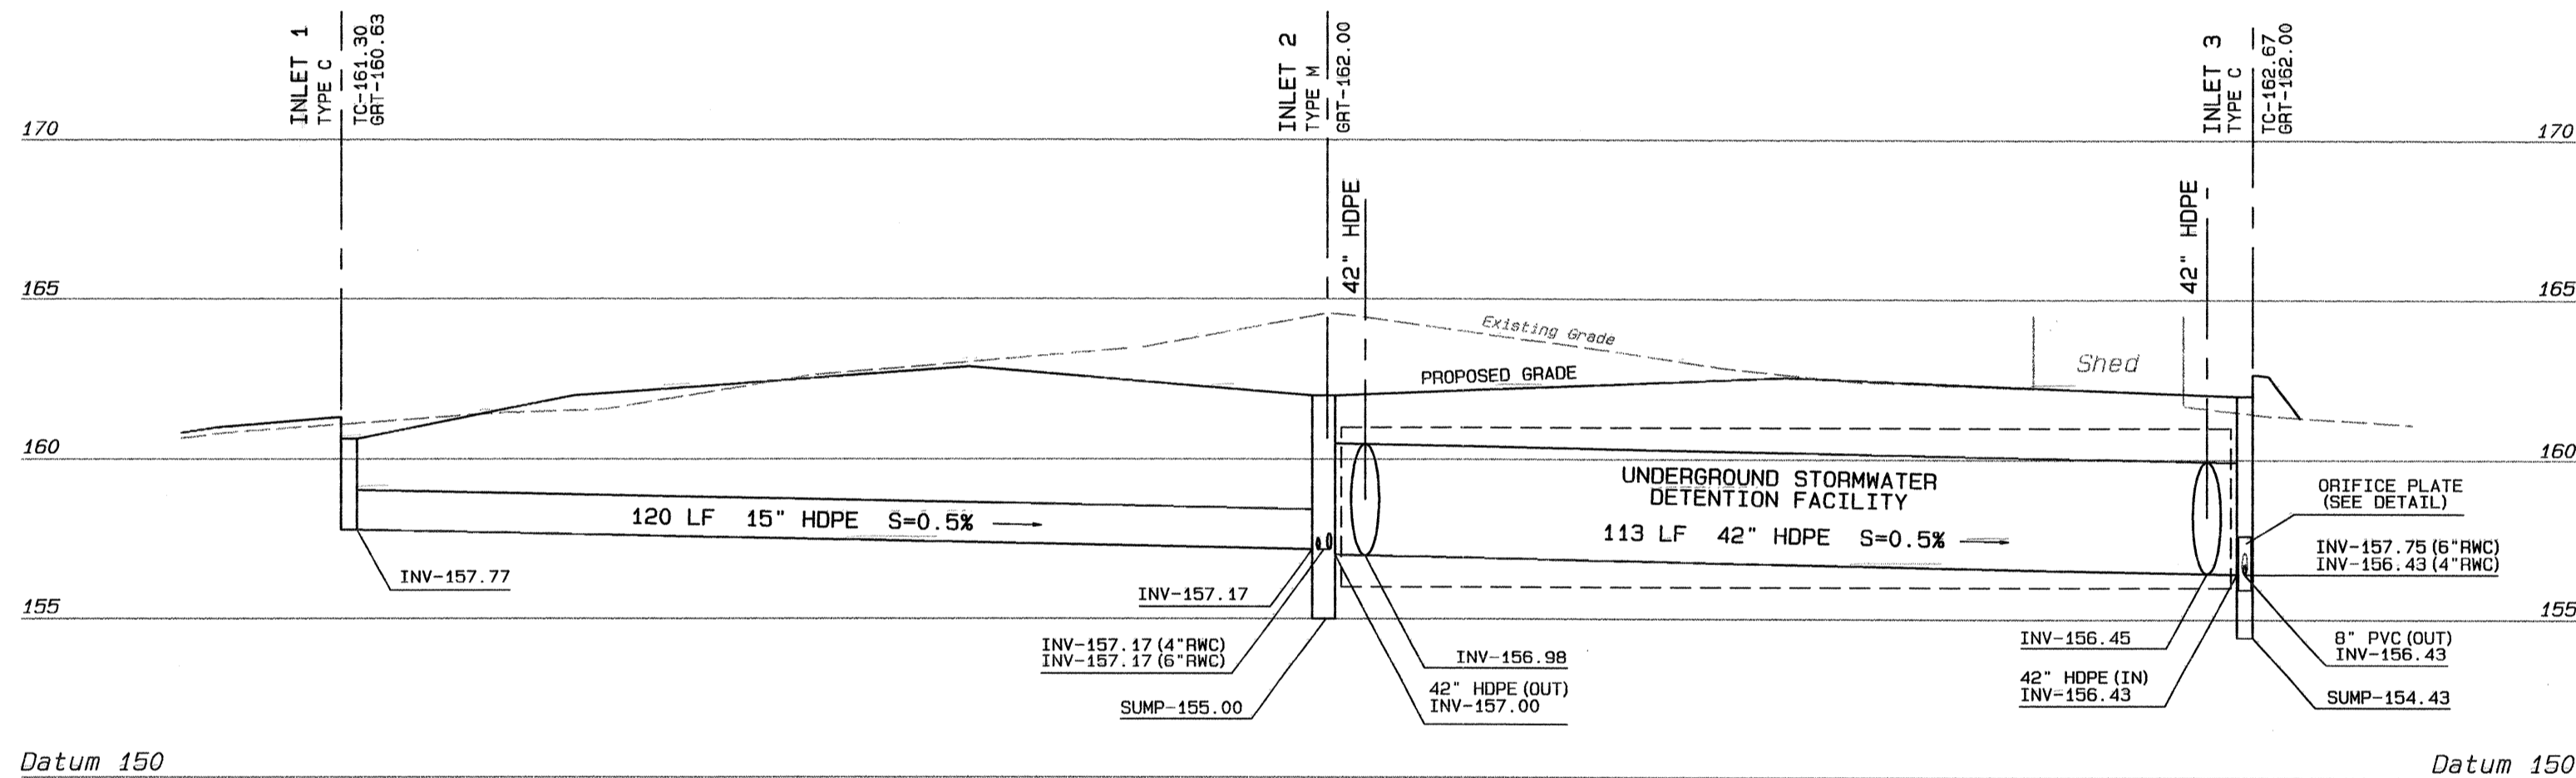 INLET 1
TYPE C
TC-161.30
GRT-160.63
INLET 2
TYPE M
GRT-162.00
INLET 3
TYPE C
TC-162.67
GRT-162.00
170
170
42" HDPE
42" HDPE
165
165
Existing Grade
Shed
PROPOSED GRADE
160
160
UNDERGROUND STORMWATER
DETENTION FACILITY
ORIFICE PLATE
(SEE DETAIL)
120 LF 15" HDPE S=0.5%
113 LF 42" HDPE S=0.5%
INV-157.75 (6"RWC)
INV-156.43 (4"RWC)
INV-157.77
INV-157.17
155
155
INV-157.17 (4"RWC)
INV-157.17 (6"RWC)
INV-156.98
INV-156.45
8" PVC (OUT)
INV-156.43
42" HDPE (OUT)
INV-157.00
42" HDPE (IN)
INV-156.43
SUMP-155.00
SUMP-154.43
Datum 150
Datum 150